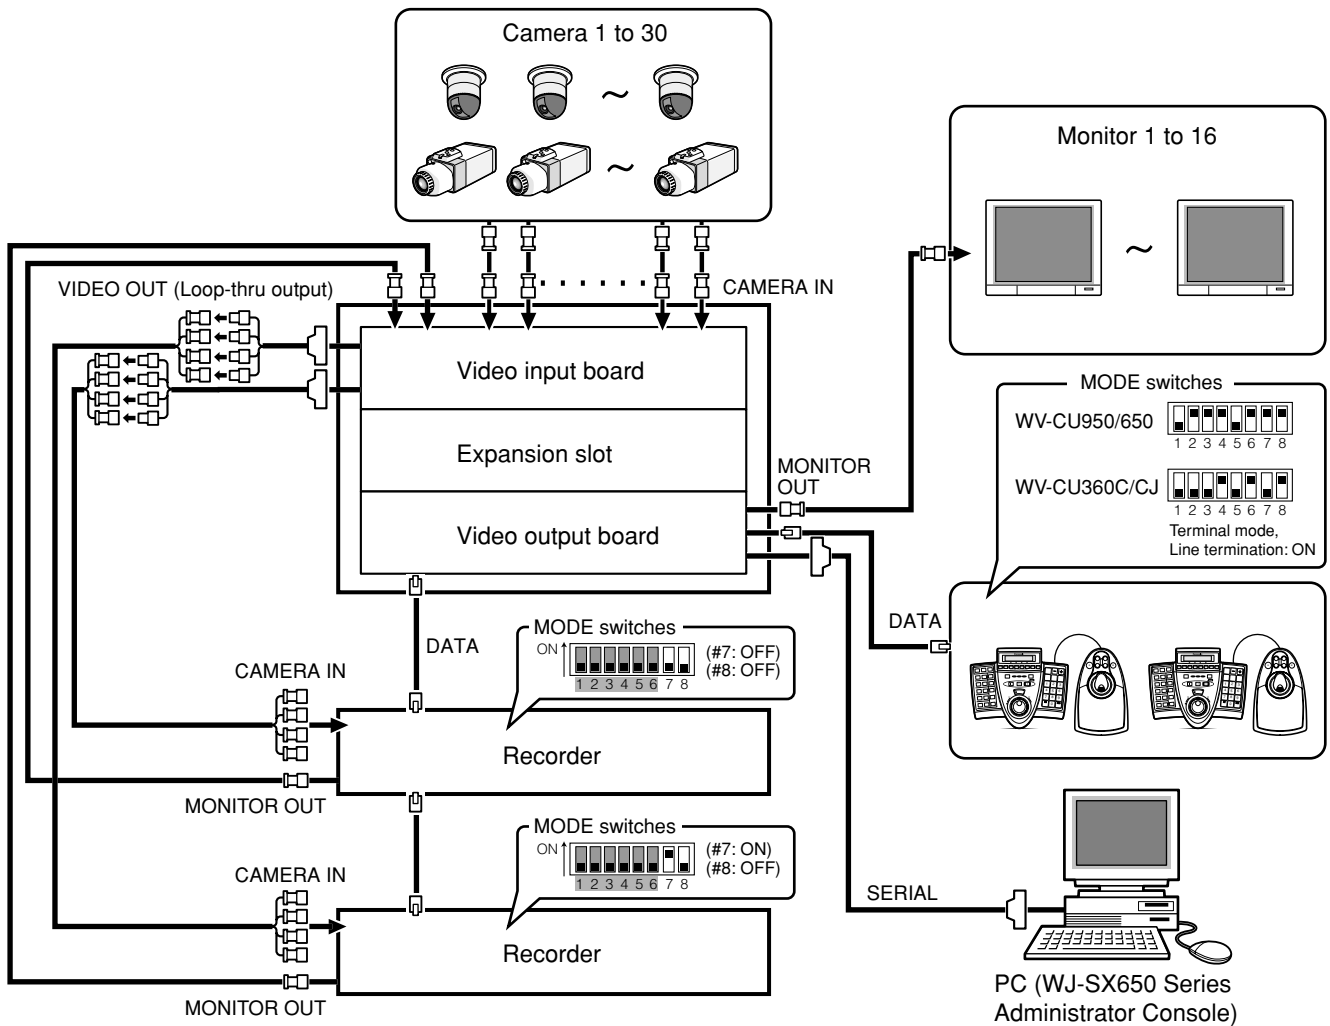 Camera 1 to 30
Monitor 1 to 16
VIDEO OUT (Loop-thru output)
CAMERA IN
Video input board
Expansion slot
Video output board
MONITOR
OUT
MODE switches
WV-CU950/650
1 2 3 4 5 6 7 8
WV-CU360C/CJ
1 2 3 4 5 6 7 8
Terminal mode,
Line termination: ON
DATA
DATA
MODE switches
ON
(#7: OFF)
(#8: OFF)
1 2 3 4 5 6 7 8
CAMERA IN
Recorder
MONITOR OUT
MODE switches
ON
(#7: ON)
(#8: OFF)
1 2 3 4 5 6 7 8
CAMERA IN
Recorder
MONITOR OUT
SERIAL
PC (WJ-SX650 Series
Administrator Console)